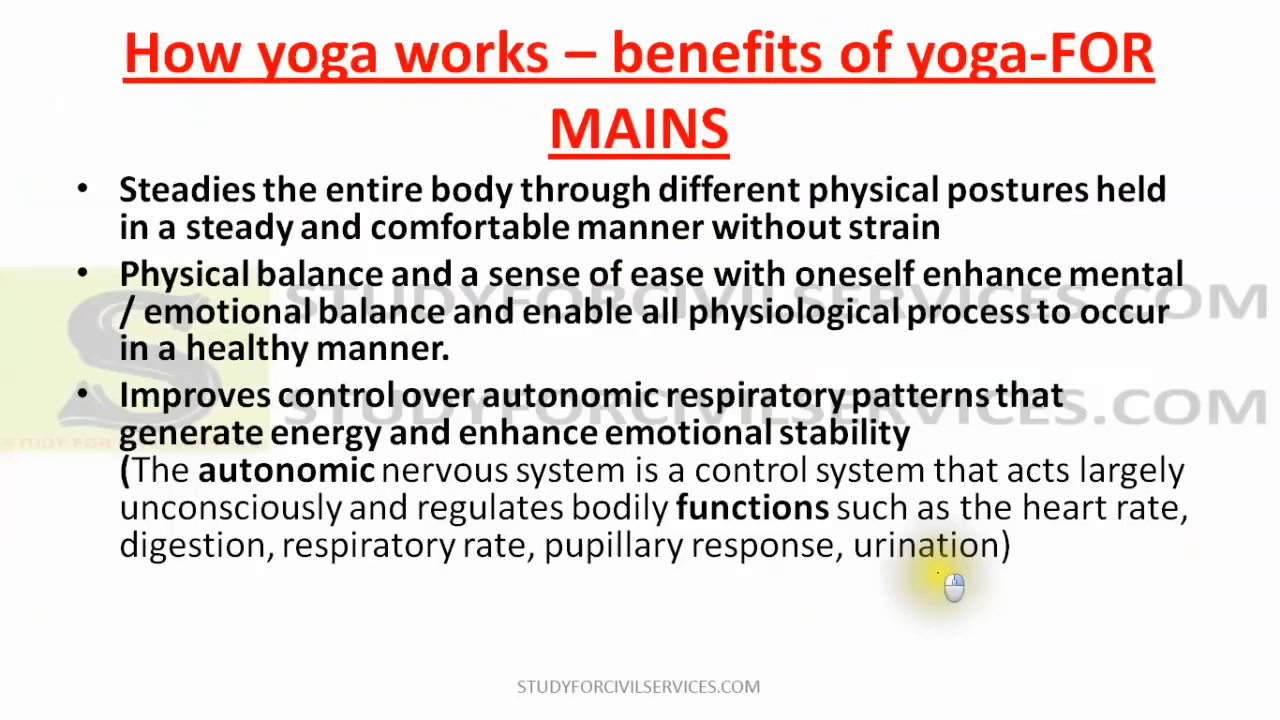 How yoga works – benefits of yoga-FOR
MAINS
• Steadies the entire body through different physical postures held
in a steady and comfortable manner without strain
• Physical balance and a sense of ease with oneself enhance mental
/ emotional balance and enable all physiological process to occur
in a healthy manner.
• Improves control over autonomic respiratory patterns that
generate energy and enhance emotional stability
(The autonomic nervous system is a control system that acts largely
unconsciously and regulates bodily functions such as the heart rate,
digestion, respiratory rate, pupillary response, urination)
STUDYFORCIVILSERVICES.COM
STUDYFORCIVILSERVICES.COM
S
STUDY FOR
STUDYFORCIVILSERVICES.COM